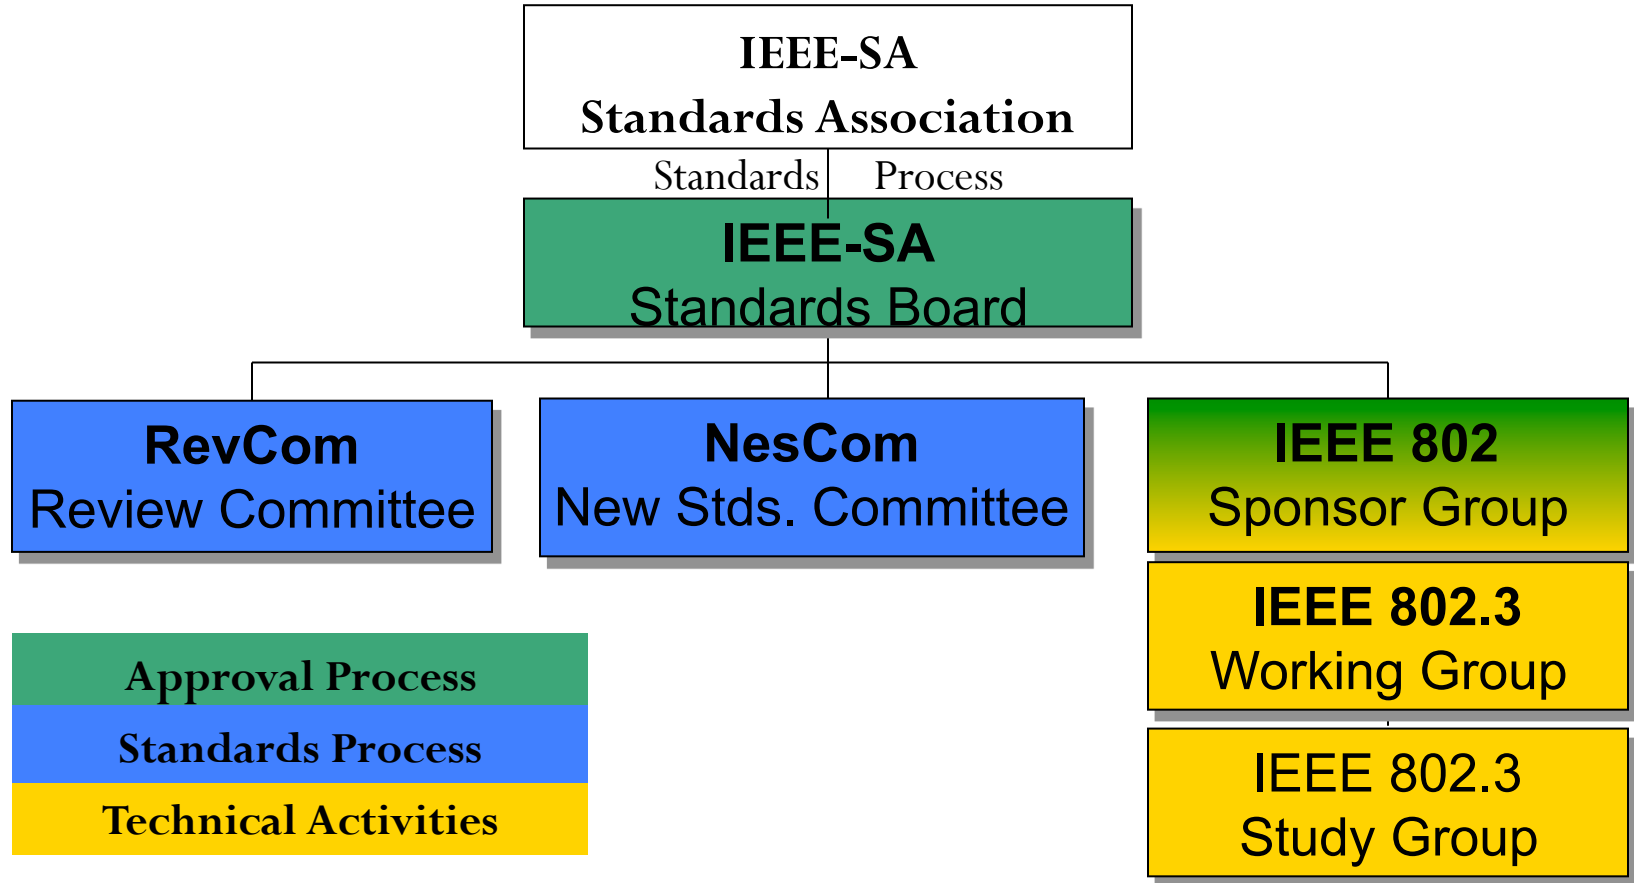 IEEE-SA
Standards Association
Standards Process
IEEE-SA
Standards Board
RevCom
Review Committee
NesCom
New Stds. Committee
IEEE 802
Sponsor Group
IEEE 802.3
Working Group
IEEE 802.3
Study Group
Approval Process
Standards Process
Technical Activities